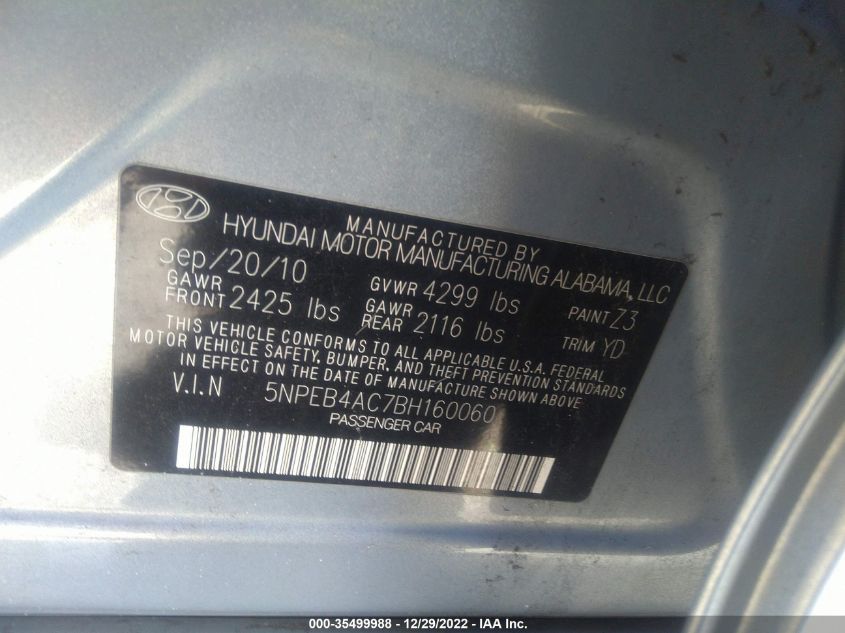 MANUFACTURED BY
HYUNDAI MOTOR MANUFACTURING ALABAMA, LLC
Sep/20/10 GVWR 4299 lbs PAINT Z3
GAWR FRONT 2425 lbs GAWR REAR 2116 lbs TRIM YD
THIS VEHICLE CONFORMS TO ALL APPLICABLE U.S.A. FEDERAL
MOTOR VEHICLE SAFETY, BUMPER, AND THEFT PREVENTION STANDARDS
IN EFFECT ON THE DATE OF MANUFACTURE SHOWN ABOVE
V.I.N 5NPEB4AC7BH160060
PASSENGER CAR
000-35499988 - 12/29/2022 - IAA Inc.